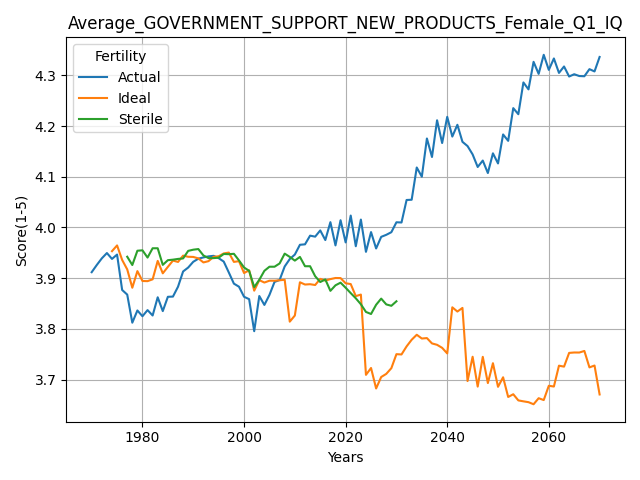 Average_GOVERNMENT_SUPPORT_NEW_PRODUCTS_Female_Q1_IQ
Fertility
Actual
Ideal
Sterile
Score(1-5)
4.3
4.2
4.1
4.0
3.9
3.8
3.7
1980
2000
2020
2040
2060
Years